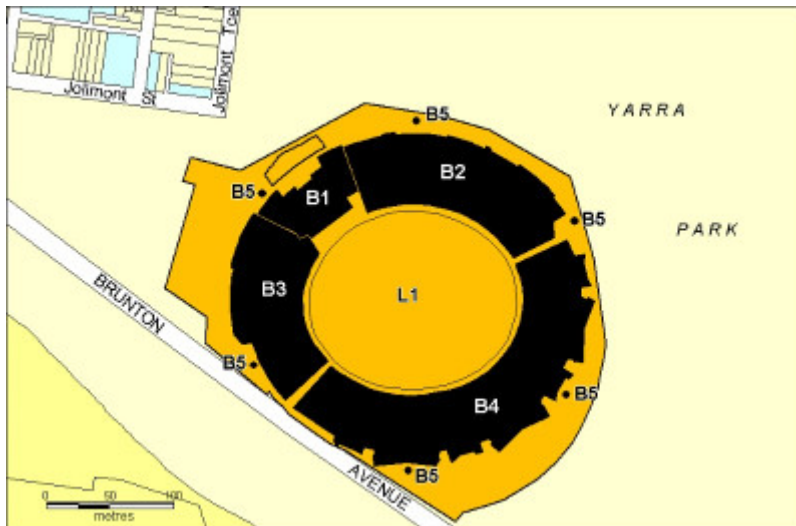 Jolimont St
Jolimont Tce
YARRA
PARK
B5
B2
B1
B5
B5
B3
L1
BRUNTON
AVENUE
B5
B5
B4
B5
0 50 100
metres